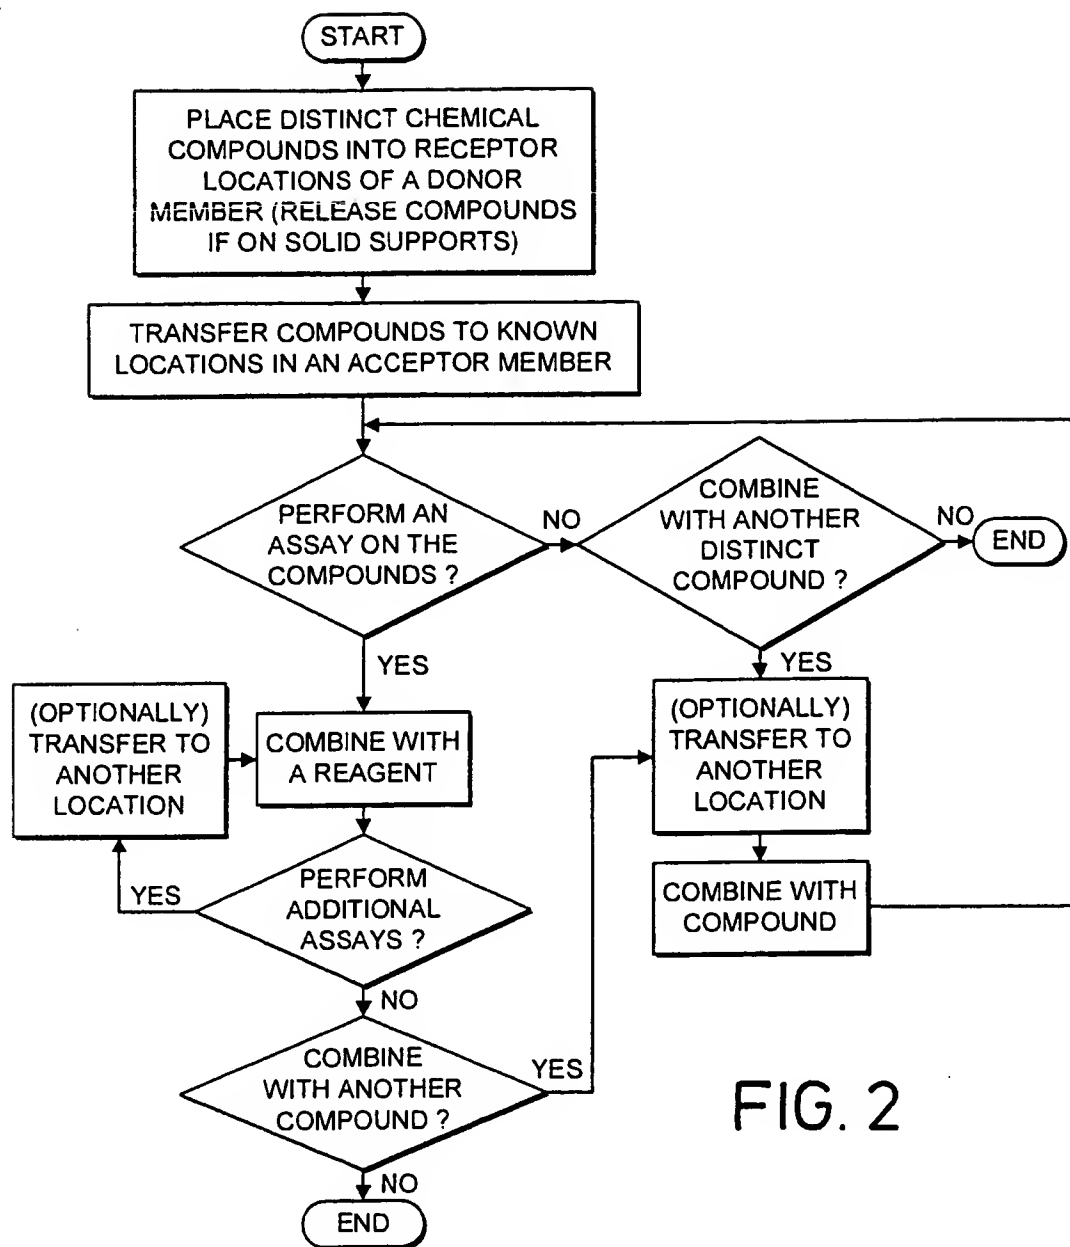 START
PLACE DISTINCT CHEMICAL
COMPOUNDS INTO RECEPTOR
LOCATIONS OF A DONOR
MEMBER (RELEASE COMPOUNDS
IF ON SOLID SUPPORTS)
TRANSFER COMPOUNDS TO KNOWN
LOCATIONS IN AN ACCEPTOR MEMBER
PERFORM AN
ASSAY ON THE
COMPOUNDS ?
NO
COMBINE
WITH ANOTHER
DISTINCT
COMPOUND ?
NO
END
YES
YES
(OPTIONALLY)
TRANSFER TO
ANOTHER
LOCATION
COMBINE WITH
A REAGENT
(OPTIONALLY)
TRANSFER TO
ANOTHER
LOCATION
YES
PERFORM
ADDITIONAL
ASSAYS ?
COMBINE WITH
COMPOUND
NO
COMBINE
WITH ANOTHER
COMPOUND ?
YES
NO
END
FIG. 2